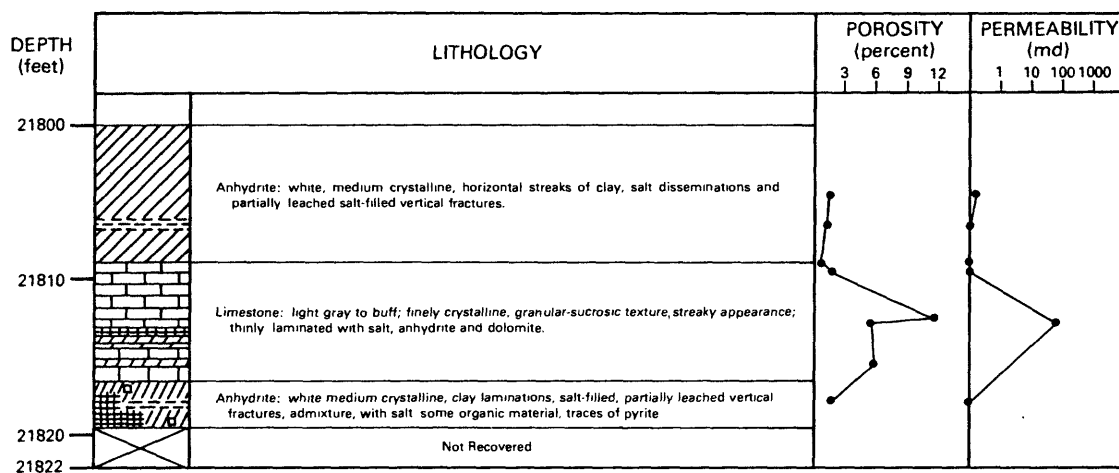 DEPTH
(feet)
LITHOLOGY
POROSITY
(percent)
3 6 9 12
PERMEABILITY
(md)
1 10 100 1000
21800
Anhydrite: white, medium crystalline, horizontal streaks of clay, salt disseminations and
partially leached salt-filled vertical fractures.
21810
Limestone: light gray to buff; finely crystalline, granular-sucrosic texture, streaky appearance;
thinly laminated with salt, anhydrite and dolomite.
Anhydrite: white medium crystalline, clay laminations, salt-filled, partially leached vertical
fractures, admixture, with salt some organic material, traces of pyrite
21820
Not Recovered
21822